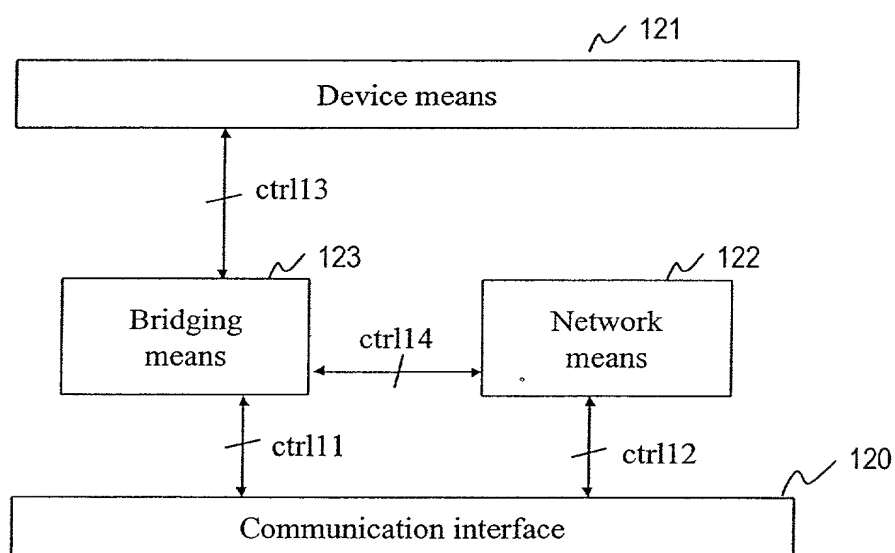 121
Device means
ctrl13
123
122
Bridging
means
ctrl14
Network
means
ctrl11
ctrl12
120
Communication interface